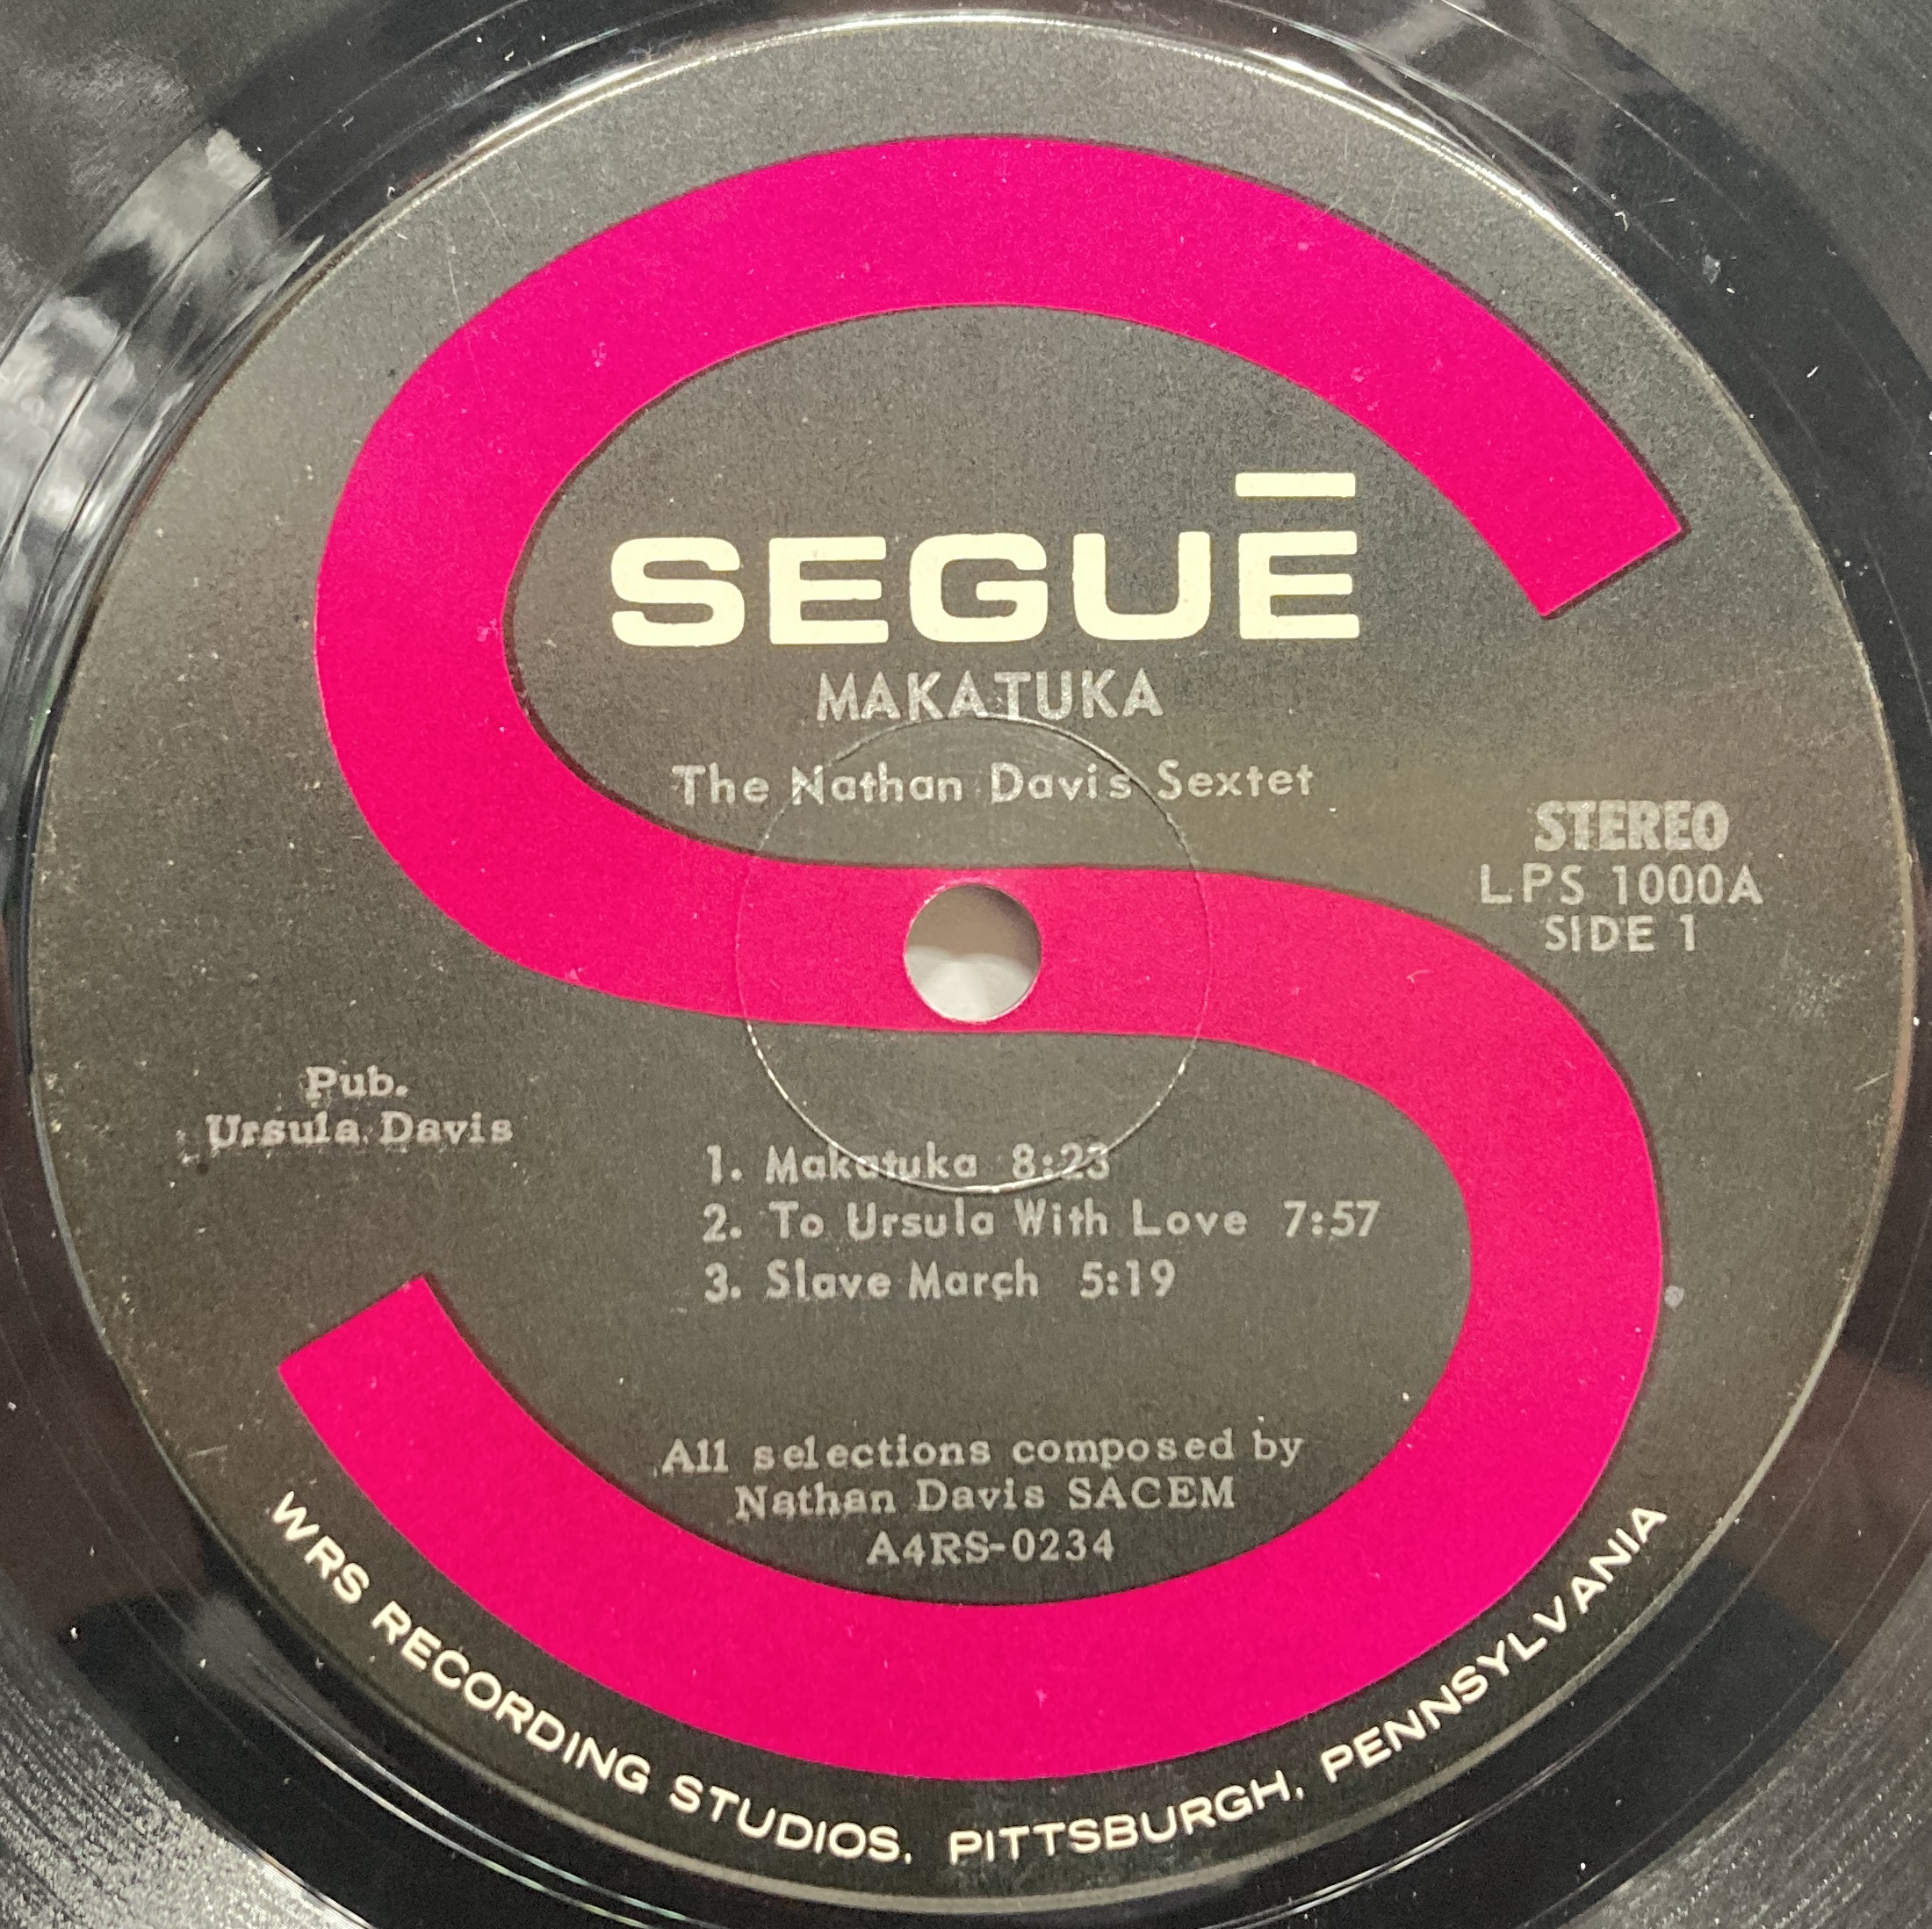 SEGUĒ
MAKATUKA
The Nathan Davis Sextet
STEREO
LPS 1000A
SIDE 1
Pub.
Ursula Davis
1. Makatuka 8:23
2. To Ursula With Love 7:57
3. Slave March 5:19
All selections composed by
Nathan Davis SACEM
A4RS-0234
WRS RECORDING STUDIOS, PITTSBURGH, PENNSYLVANIA